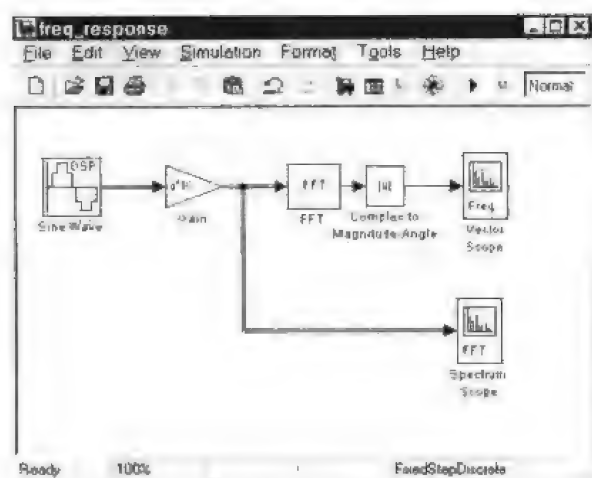 freq_response
File Edit View Simulation Format Tools Help
Normal
DSP
Sine Wave
Gain
FFT
FFT
|u|
Complex to
Magnitude-Angle
Freq
Vector
Scope
FFT
Spectrum
Scope
Ready 100% FixedStepDiscrete